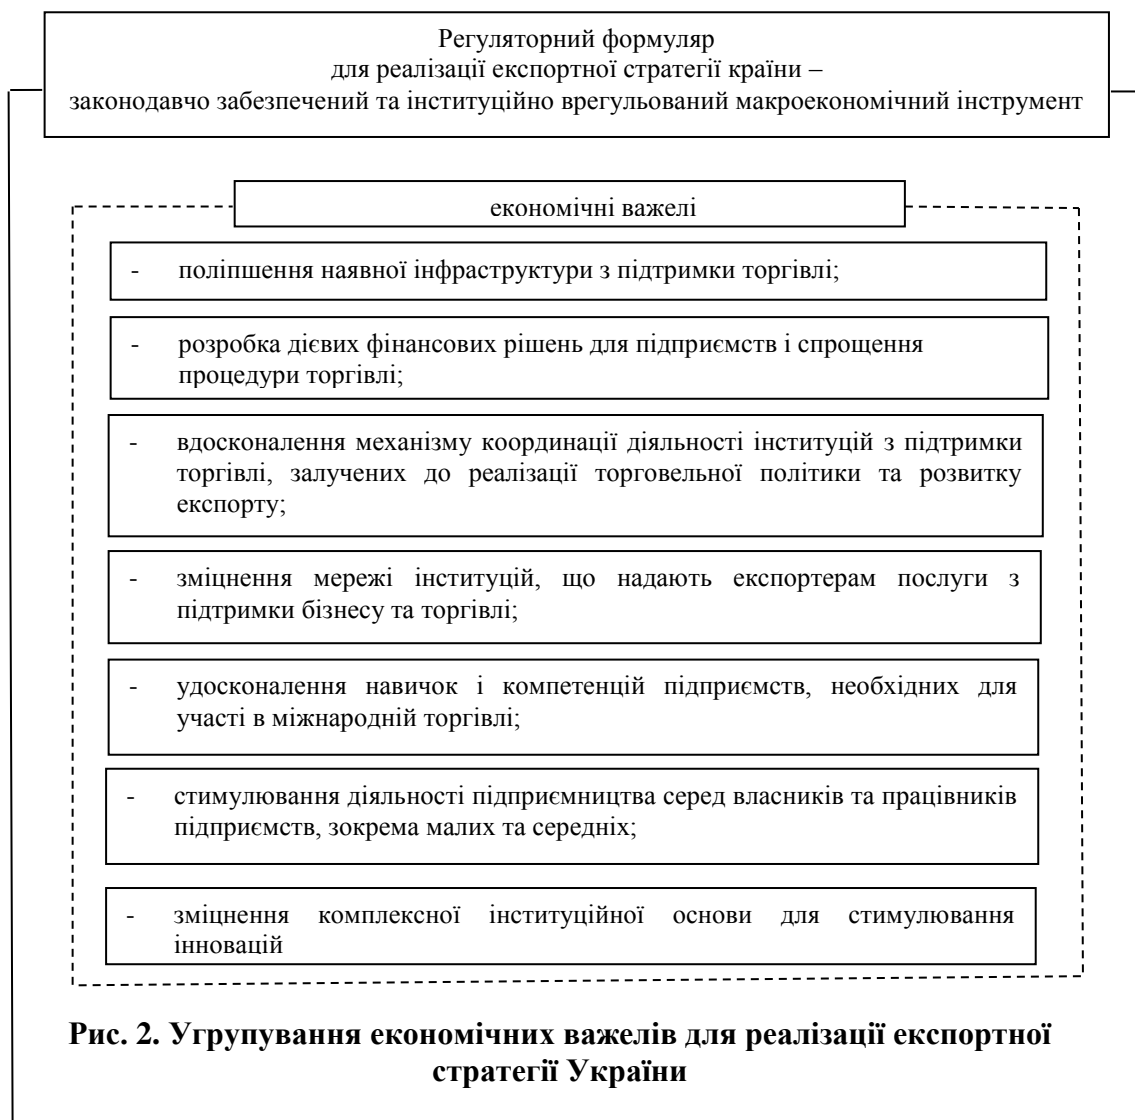 Регуляторний формуляр
для реалізації експортної стратегії країни –
законодавчо забезпечений та інституційно врегульований макроекономічний інструмент
економічні важелі
- поліпшення наявної інфраструктури з підтримки торгівлі;
- розробка дієвих фінансових рішень для підприємств і спрощення
процедури торгівлі;
- вдосконалення механізму координації діяльності інституцій з підтримки
торгівлі, залучених до реалізації торговельної політики та розвитку
експорту;
- зміцнення мережі інституцій, що надають експортерам послуги з
підтримки бізнесу та торгівлі;
- удосконалення навичок і компетенцій підприємств, необхідних для
участі в міжнародній торгівлі;
- стимулювання діяльності підприємництва серед власників та працівників
підприємств, зокрема малих та середніх;
- зміцнення комплексної інституційної основи для стимулювання
інновацій
Рис. 2. Угрупування економічних важелів для реалізації експортної
стратегії України